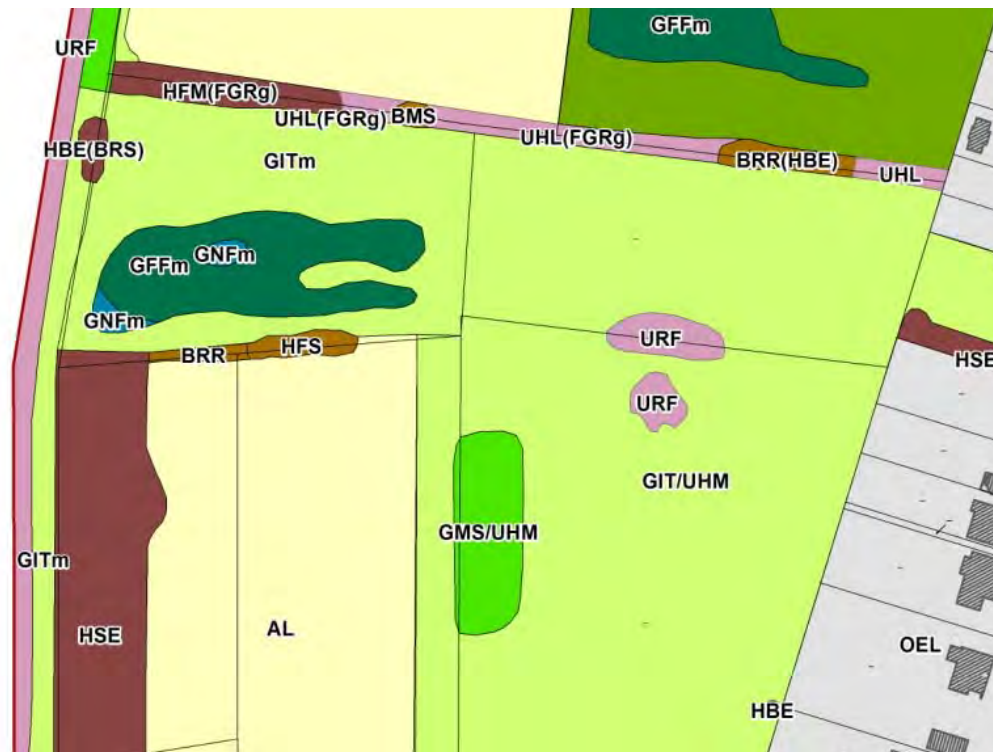 GFFm
URF
HFM(FGRg)
UHL(FGRg)
BMS
UHL(FGRg)
HBE(BRS)
GITm
BRR(HBE)
UHL
GNFm
GFFm
GNFm
URF
HFS
BRR
HSE
URF
GIT/UHM
GMS/UHM
GITm
HSE
AL
OEL
HBE